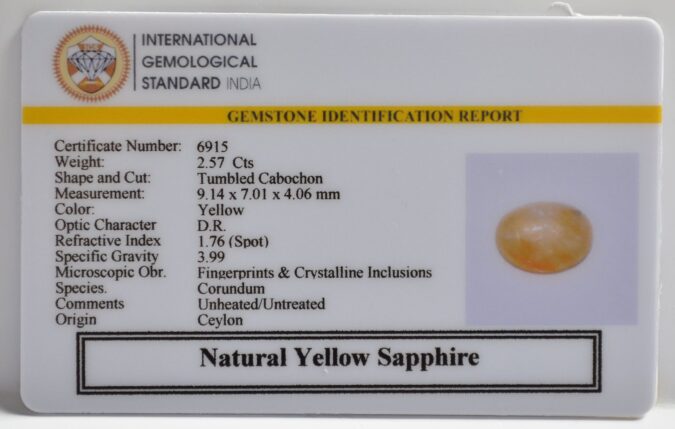 INTERNATIONAL
GEMOLOGICAL
STANDARD INDIA
GEMSTONE IDENTIFICATION REPORT
Certificate Number: 6915
Weight: 2.57 Cts
Shape and Cut: Tumbled Cabochon
Measurement: 9.14 x 7.01 x 4.06 mm
Color: Yellow
Optic Character D.R.
Refractive Index 1.76 (Spot)
Specific Gravity 3.99
Microscopic Obr. Fingerprints & Crystalline Inclusions
Species. Corundum
Comments Unheated/Untreated
Origin Ceylon
Natural Yellow Sapphire